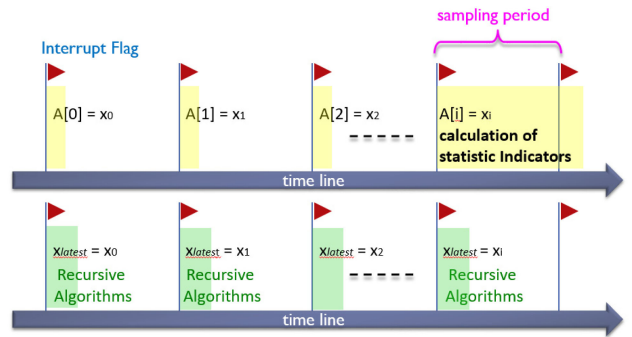 sampling period
Interrupt Flag
A[0] = x0 A[1] = x1 A[2] = x2 A[i] = xi
calculation of
statistic Indicators
time line
xlatest = x0 xlatest = x1 xlatest = x2 xlatest = xi
Recursive Recursive Recursive
Algorithms Algorithms Algorithms
time line